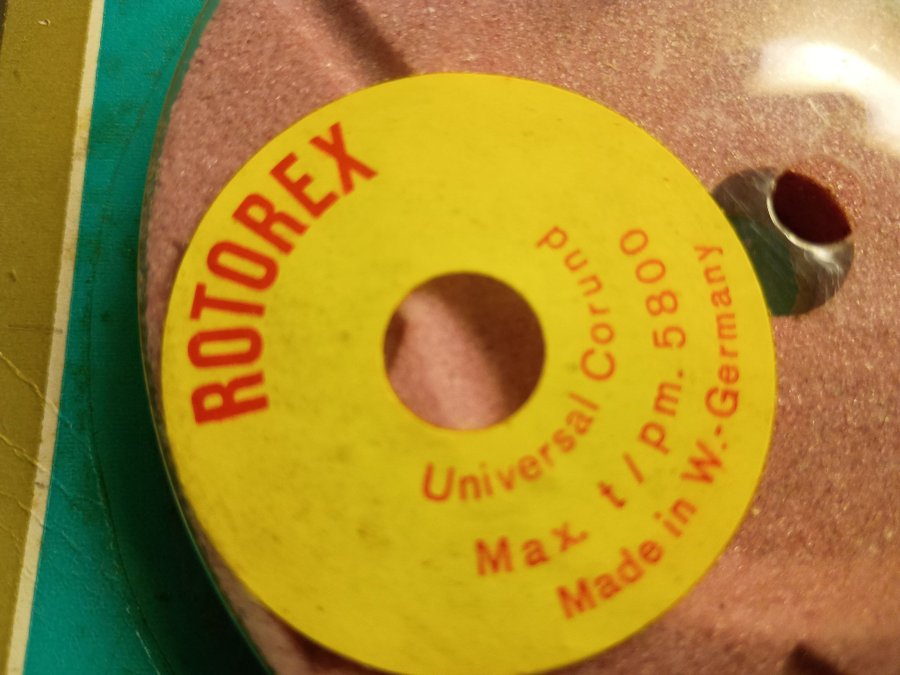 ROTOREX
Universal Corund
Max. t/pm. 5800
Made in W.-Germany